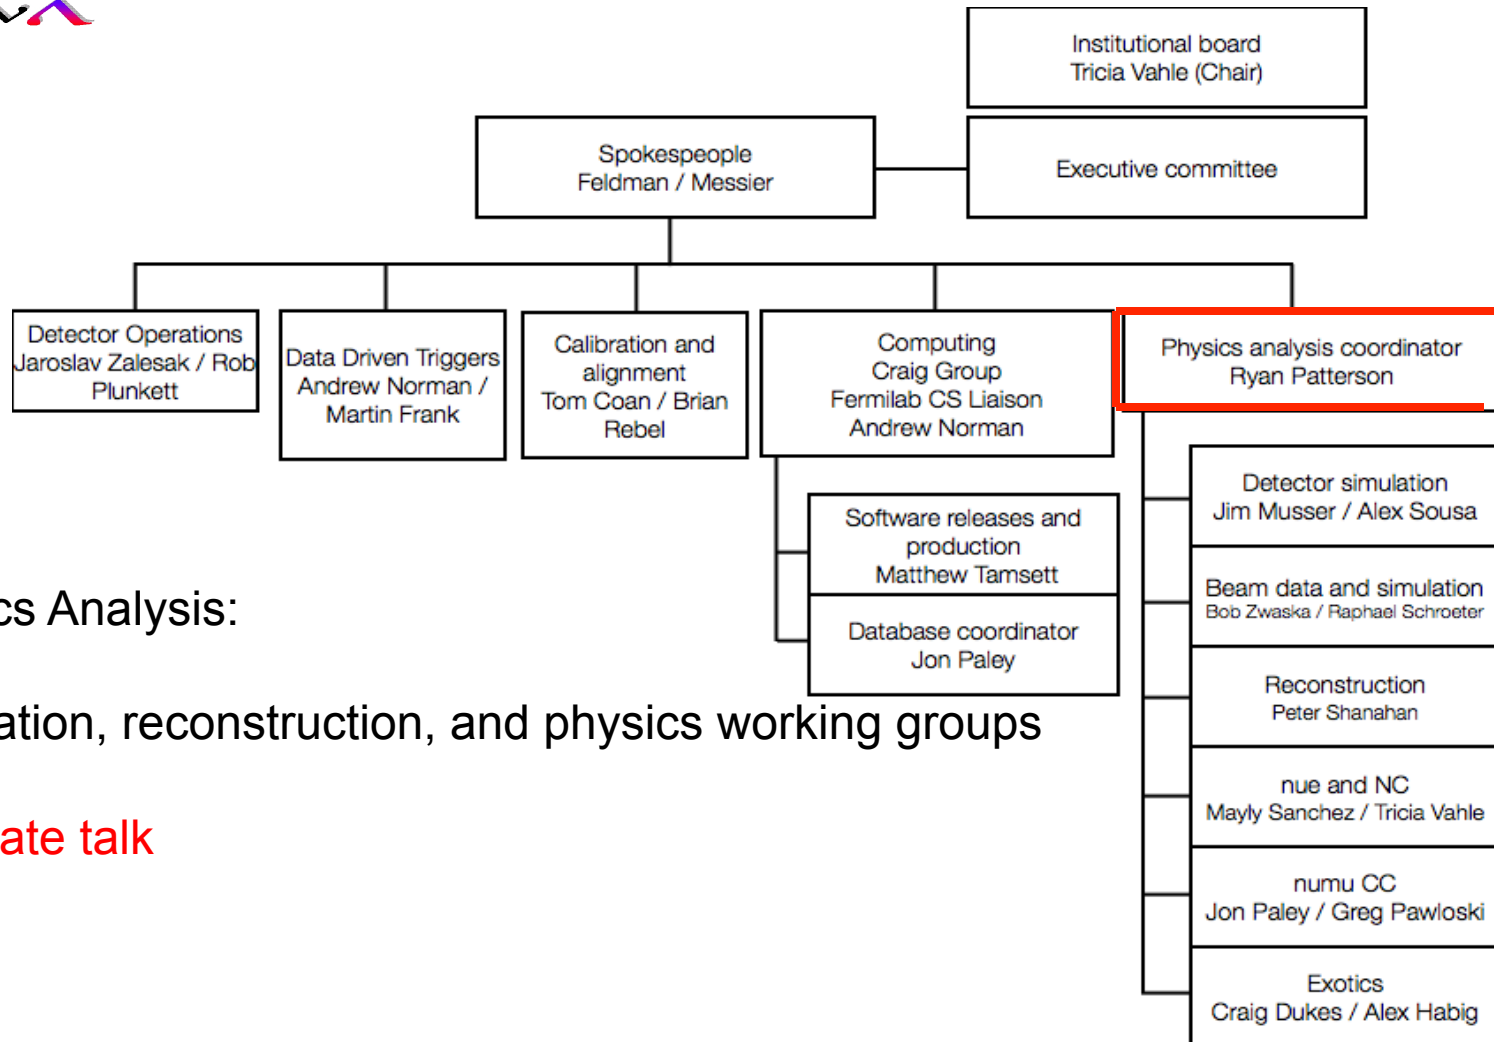 Institutional board
Tricia Vahle (Chair)
Spokespeople
Feldman / Messier
Executive committee
Detector Operations
Jaroslav Zalesak / Rob
Plunkett
Data Driven Triggers
Andrew Norman /
Martin Frank
Calibration and
alignment
Tom Coan / Brian
Rebel
Computing
Craig Group
Fermilab CS Liaison
Andrew Norman
Physics analysis coordinator
Ryan Patterson
Software releases and
production
Matthew Tamsett
Database coordinator
Jon Paley
Detector simulation
Jim Musser / Alex Sousa
Beam data and simulation
Bob Zwaska / Raphael Schroeter
Reconstruction
Peter Shanahan
nue and NC
Mayly Sanchez / Tricia Vahle
numu CC
Jon Paley / Greg Pawloski
Exotics
Craig Dukes / Alex Habig
cs Analysis:
ation, reconstruction, and physics working groups
ate talk